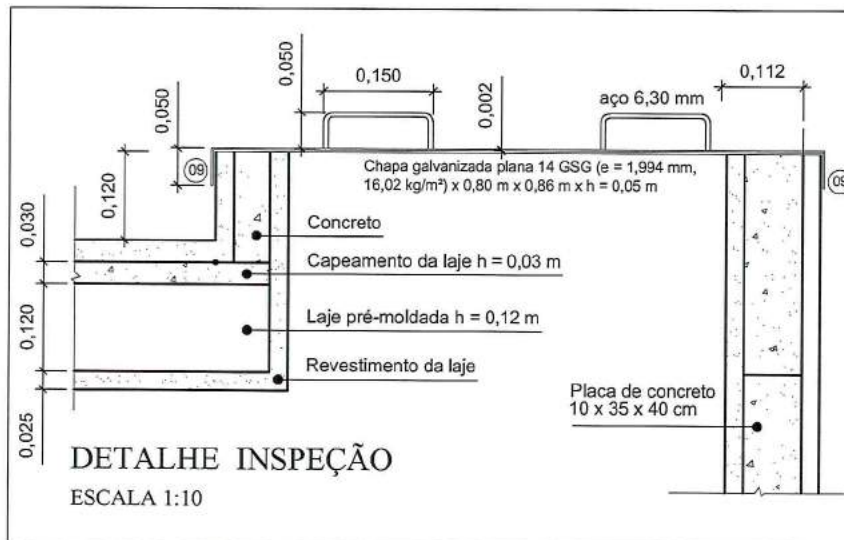 0,050
0,150
0,002
aço 6,30 mm
0,112
0,050
09
0,120
Chapa galvanizada plana 14 GSG (e = 1,994 mm,
16,02 kg/m²) x 0,80 m x 0,86 m x h = 0,05 m
09
0,030
Concreto
Capeamento da laje h = 0,03 m
0,120
Laje pré-moldada h = 0,12 m
Revestimento da laje
Placa de concreto
10 x 35 x 40 cm
0,025
DETALHE INSPEÇÃO
ESCALA 1:10